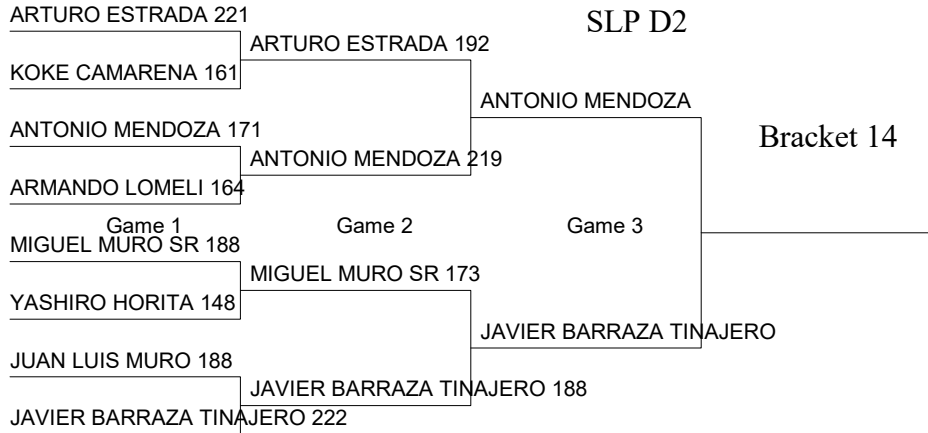 ARTURO ESTRADA 221
SLP D2
ARTURO ESTRADA 192
KOKE CAMARENA 161
ANTONIO MENDOZA
ANTONIO MENDOZA 171
Bracket 14
ANTONIO MENDOZA 219
ARMANDO LOMELI 164
Game 1
Game 2
Game 3
MIGUEL MURO SR 188
MIGUEL MURO SR 173
YASHIRO HORITA 148
JAVIER BARRAZA TINAJERO
JUAN LUIS MURO 188
JAVIER BARRAZA TINAJERO 188
JAVIER BARRAZA TINAJERO 222